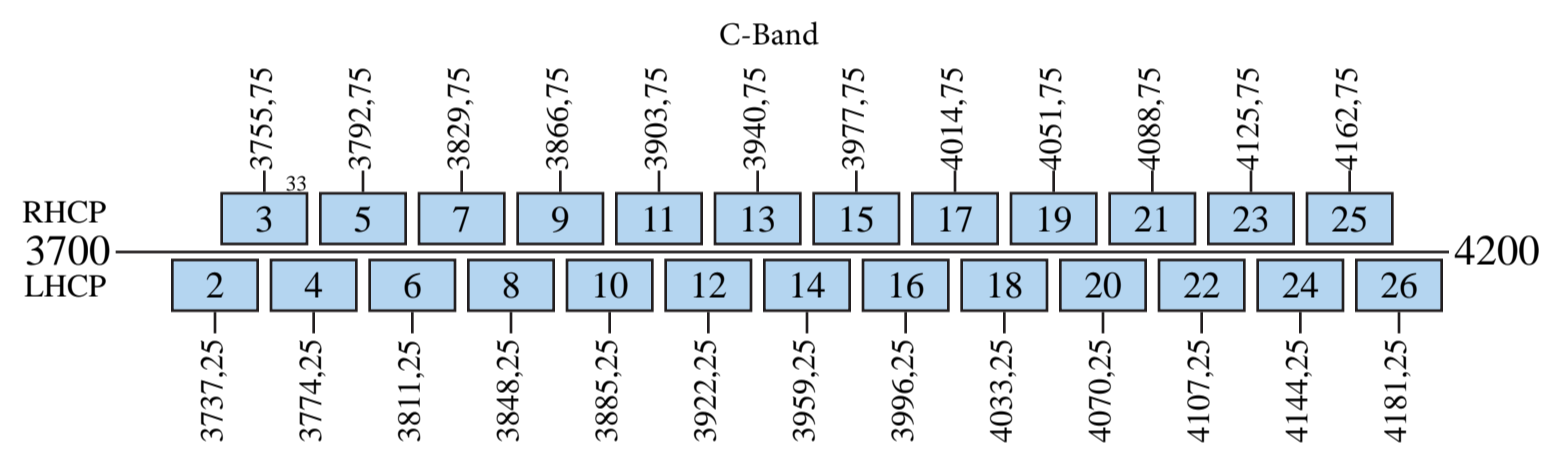 C-Band
3755,75 3792,75 3829,75 3866,75 3903,75 3940,75 3977,75 4014,75 4051,75 4088,75 4125,75 4162,75
33
RHCP 3 5 7 9 11 13 15 17 19 21 23 25
3700 4200
LHCP 2 4 6 8 10 12 14 16 18 20 22 24 26
3737,25 3774,25 3811,25 3848,25 3885,25 3922,25 3959,25 3996,25 4033,25 4070,25 4107,25 4144,25 4181,25